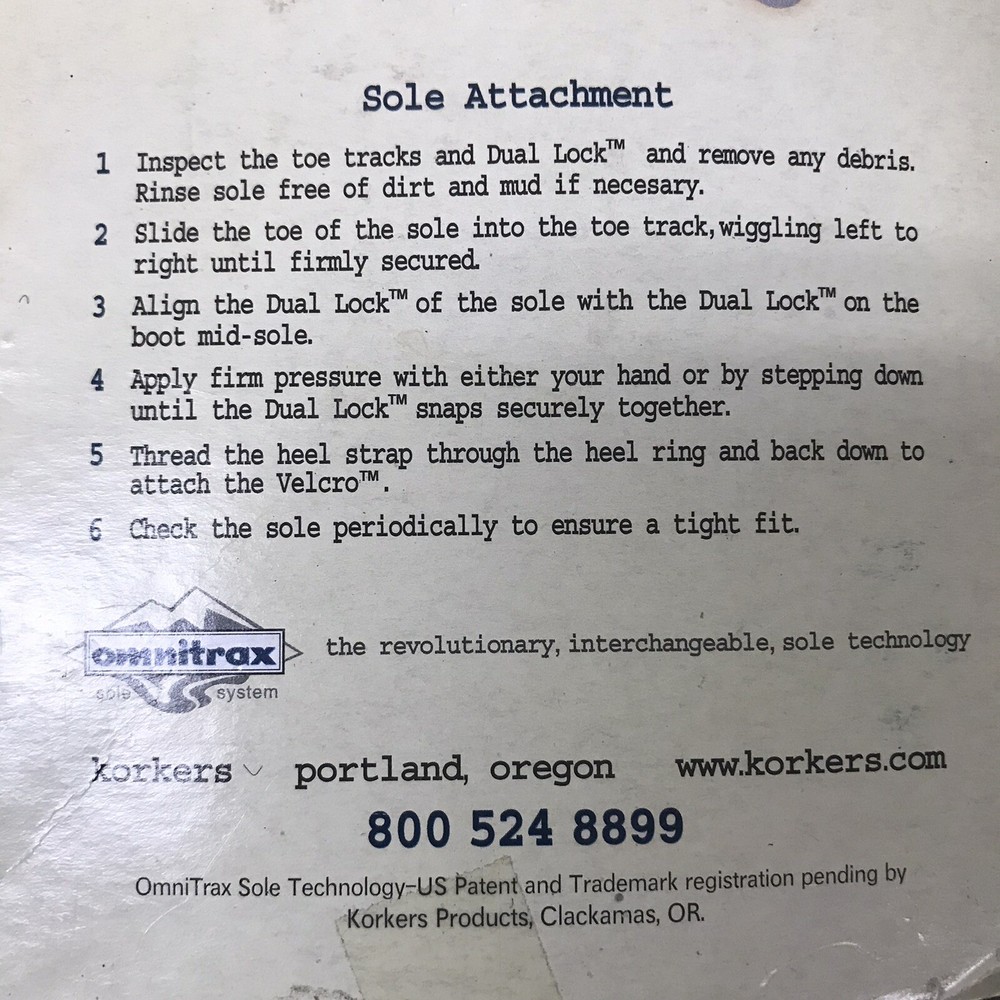 Sole Attachment
1 Inspect the toe tracks and Dual Lock™ and remove any debris.
Rinse sole free of dirt and mud if necesary.
2 Slide the toe of the sole into the toe track, wiggling left to
right until firmly secured.
3 Align the Dual Lock™ of the sole with the Dual Lock™ on the
boot mid-sole.
4 Apply firm pressure with either your hand or by stepping down
until the Dual Lock™ snaps securely together.
5 Thread the heel strap through the heel ring and back down to
attach the Velcro™.
6 Check the sole periodically to ensure a tight fit.
omnitrax
sole system
the revolutionary, interchangeable, sole technology
korkers portland, oregon www.korkers.com
800 524 8899
OmniTrax Sole Technology-US Patent and Trademark registration pending by
Korkers Products, Clackamas, OR.